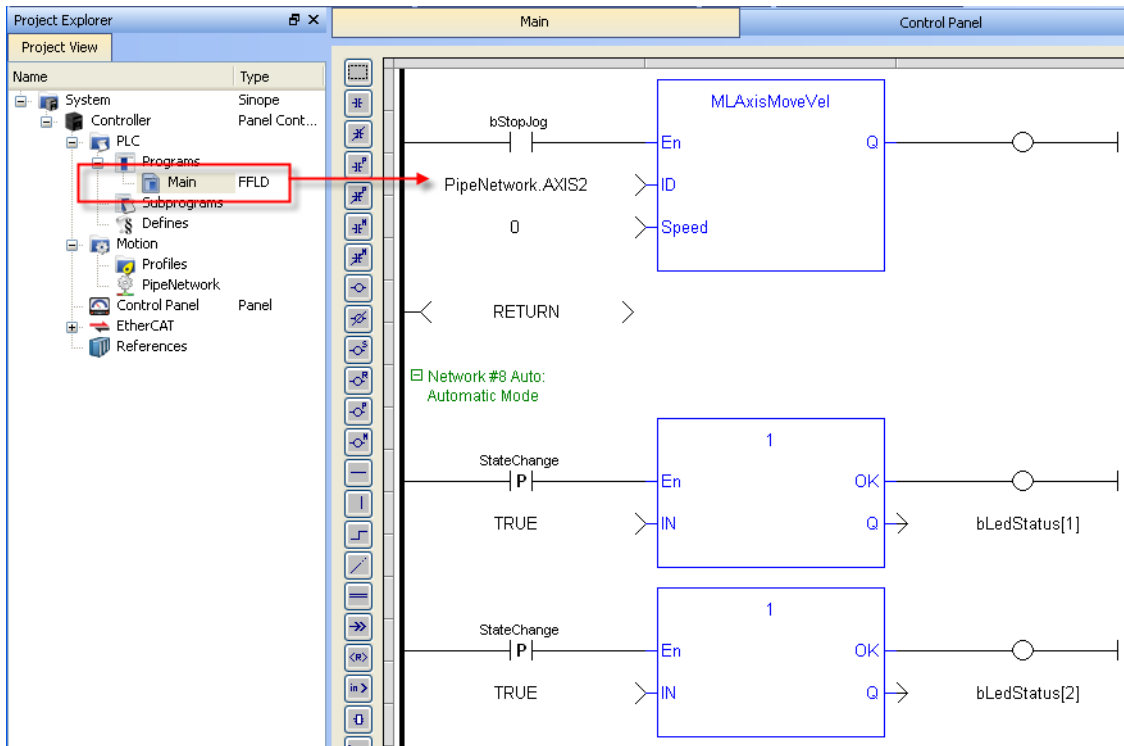 Project Explorer
Project View
Name Type
System Sinope
Controller Panel Cont...
PLC
Programs
Main FFLD
Subprograms
Defines
Motion
Profiles
PipeNetwork
Control Panel Panel
EtherCAT
References
Main Control Panel
MLAxisMoveVel
bStopJog
En Q
PipeNetwork.AXIS2 ID
0 Speed
RETURN
Network #8 Auto:
Automatic Mode
1
StateChange
P En OK
TRUE IN Q bLedStatus[1]
1
StateChange
P En OK
TRUE IN Q bLedStatus[2]